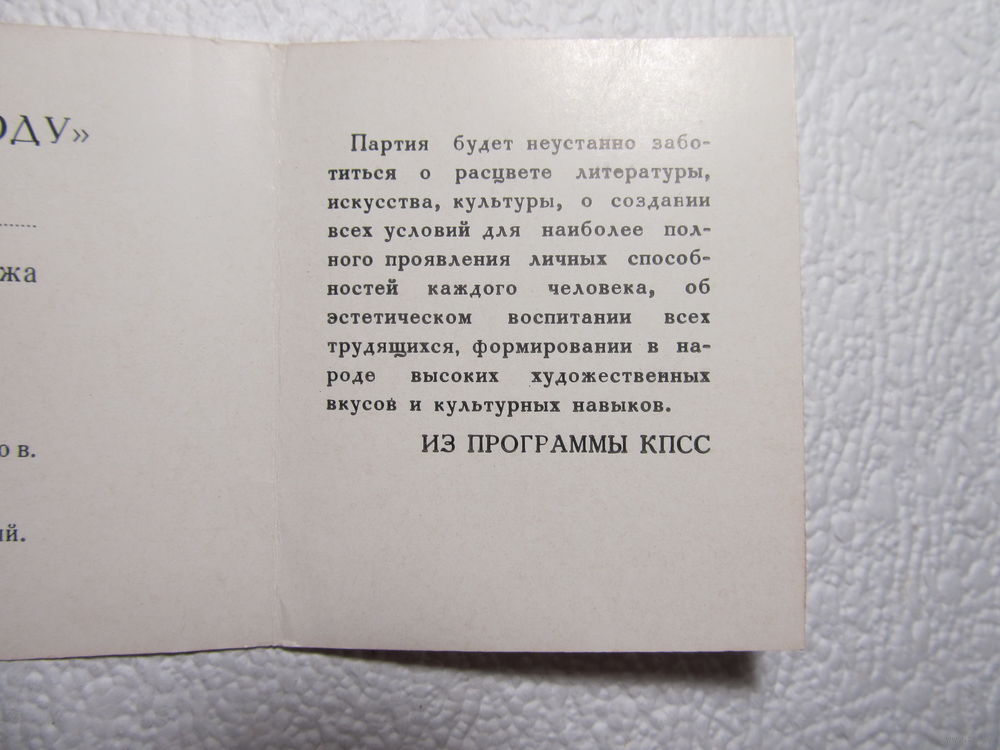 ОДУ»
жа
о в.
ий.
Партия будет неустанно забо-
титься о расцвете литературы,
искусства, культуры, о создании
всех условий для наиболее пол-
ного проявления личных способ-
ностей каждого человека, об
эстетическом воспитании всех
трудящихся, формировании в на-
роде высоких художественных
вкусов и культурных навыков.
ИЗ ПРОГРАММЫ КПСС